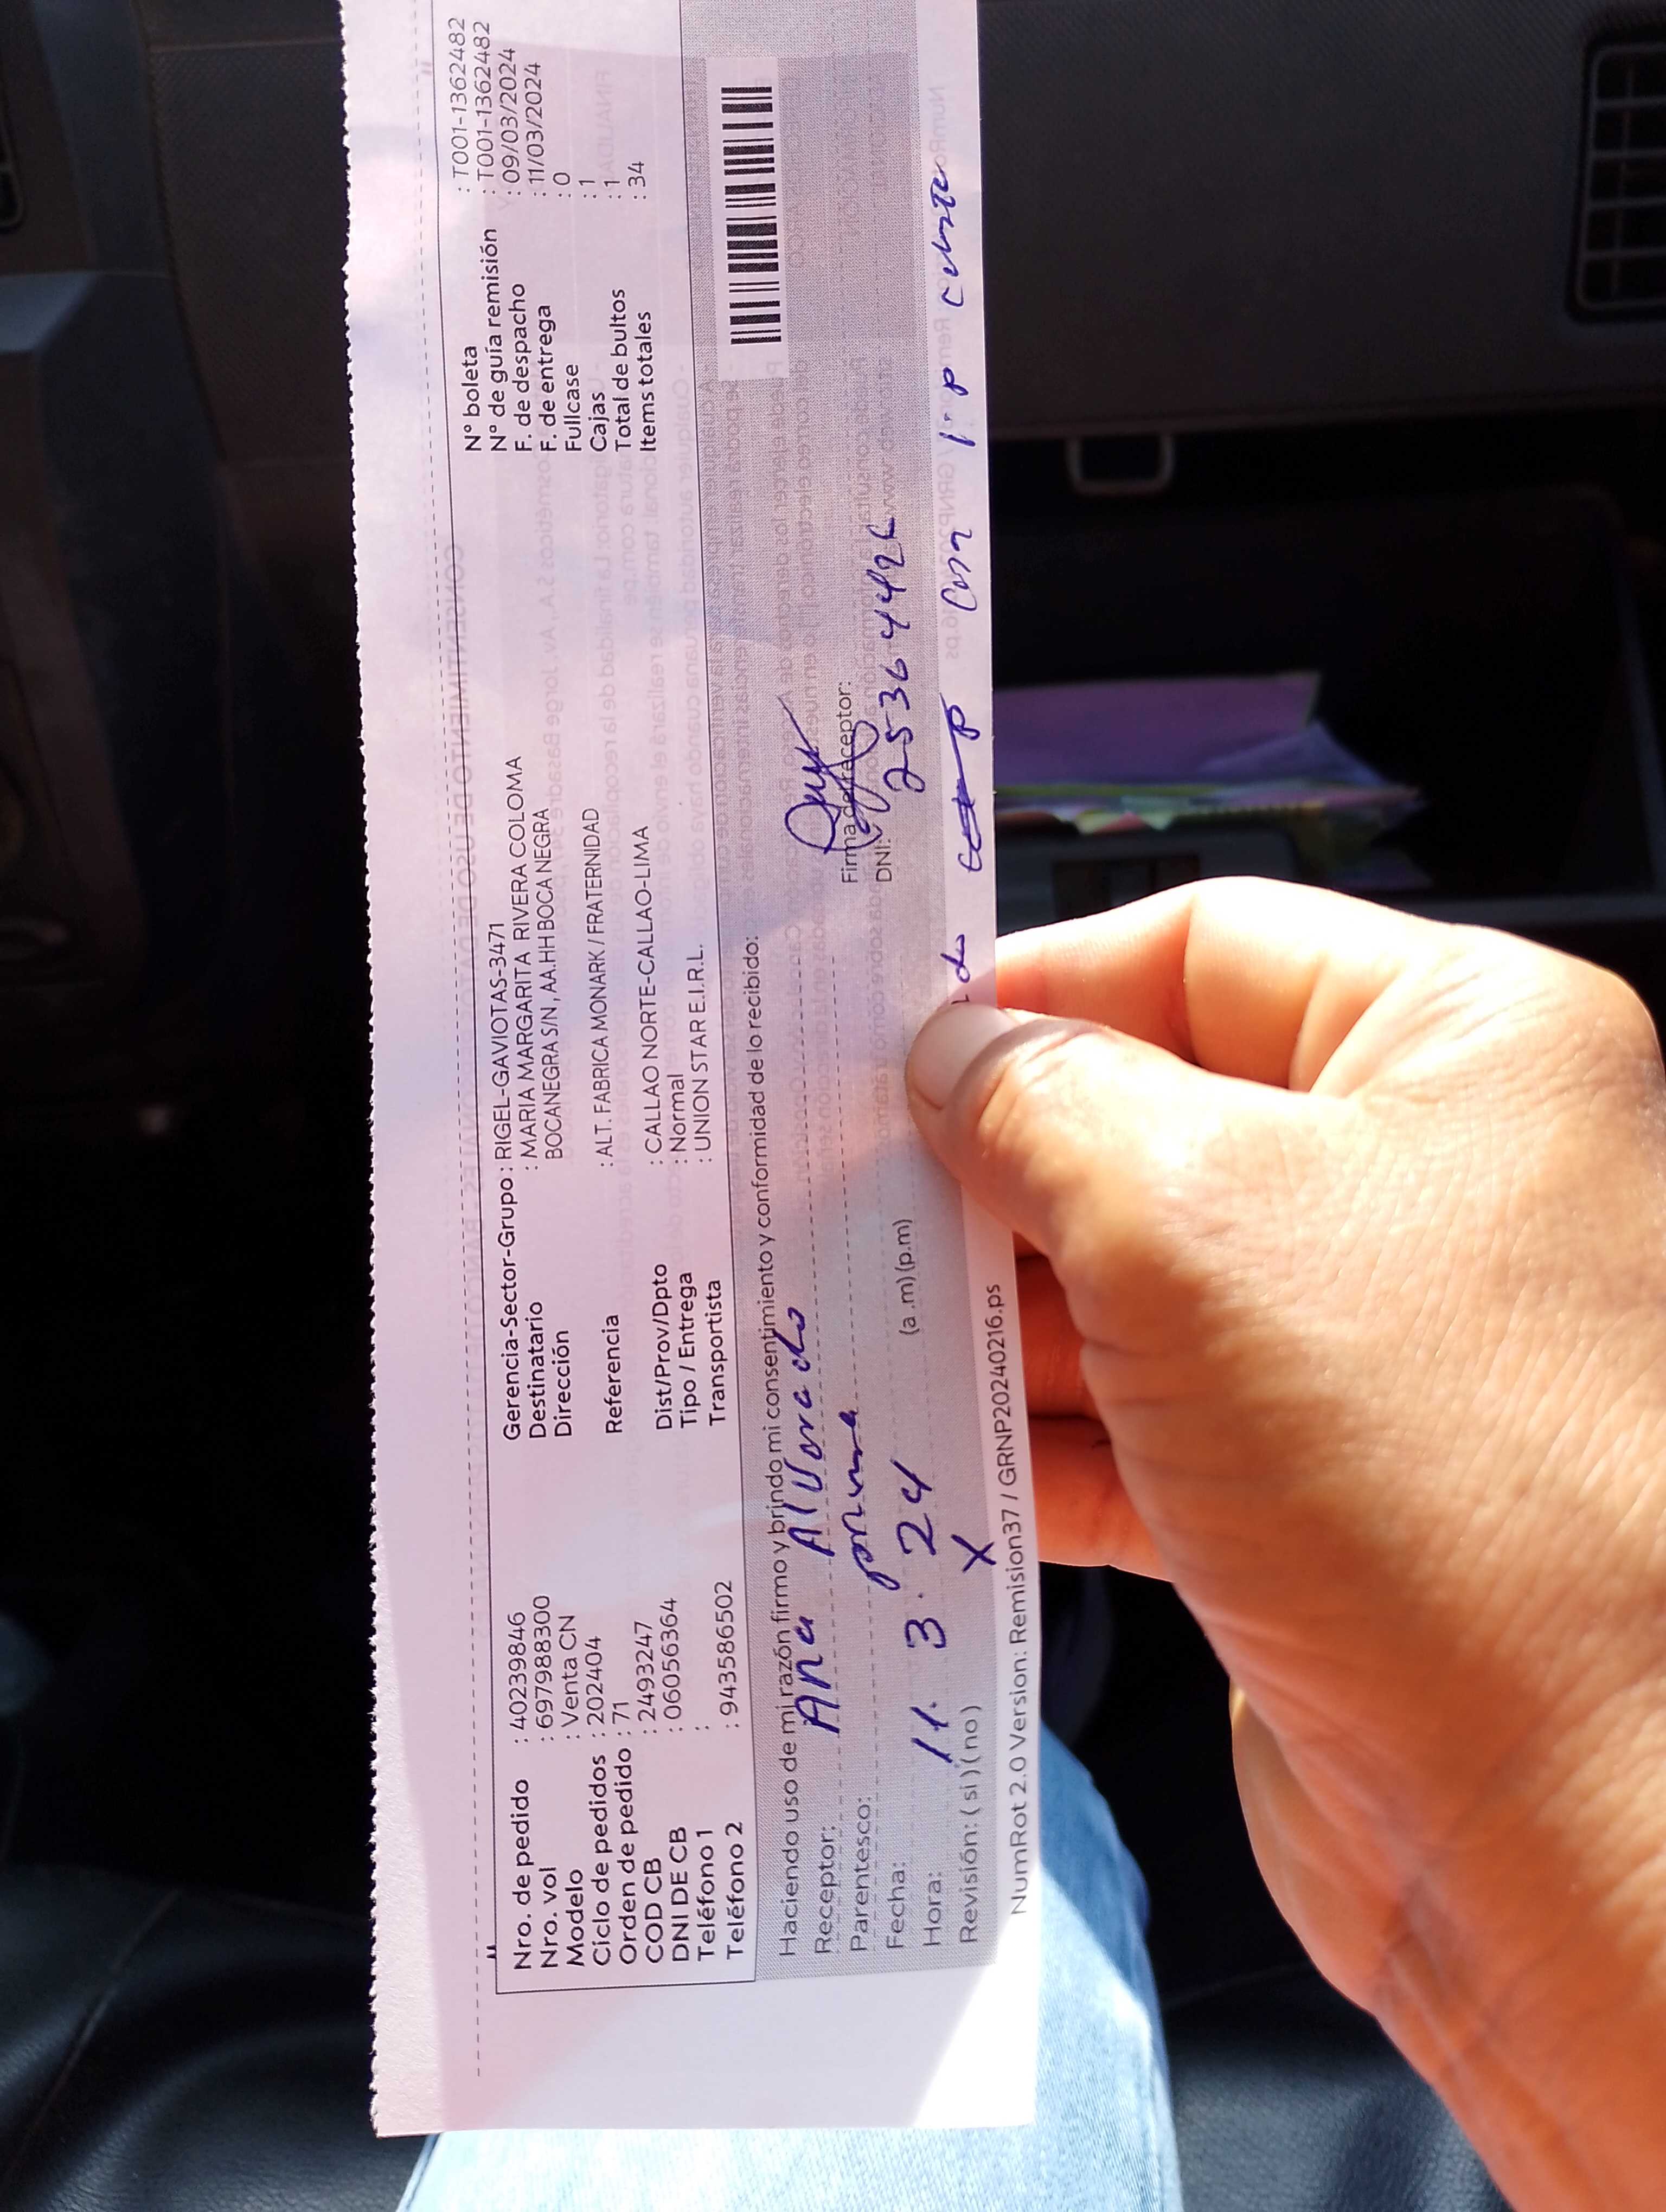 Nro. de pedido : 40239846
Nro. vol : 697988300
Modelo : Venta CN
Ciclo de pedidos : 202404
Orden de pedido : 71
COD CB : 2493247
DNI DE CB : 06056364
Teléfono 1 :
Teléfono 2 : 943586502
Gerencia-Sector-Grupo : RIGEL-GAVIOTAS-3471
Destinatario : MARIA MARGARITA RIVERA COLOMA
Dirección BOCANEGRA S/N, AA.HH BOCA NEGRA
Referencia : ALT. FABRICA MONARK / FRATERNIDAD
Dist/Prov/Dpto : CALLAO NORTE-CALLAO-LIMA
Tipo / Entrega : Normal
Transportista : UNION STAR E.I.R.L.
N° boleta : T001-1362482
N° de guía remisión : T001-1362482
F. de despacho : 09/03/2024
F. de entrega : 11/03/2024
Fullcase : 0
Cajas : 1
Total de bultos : 1
Items totales : 34
Haciendo uso de mi razón firmo y brindo mi consentimiento y conformidad de lo recibido:
Receptor: Ana Alvarado
Parentesco: prima
Fecha: 11. 3. 24
Hora: (a .m) (p.m)
Revisión: ( si ) ( no ) X
Firma del receptor:
DNI: 2536442
NumRot 2.0 Version: Remision37 / GRNP20240216.ps